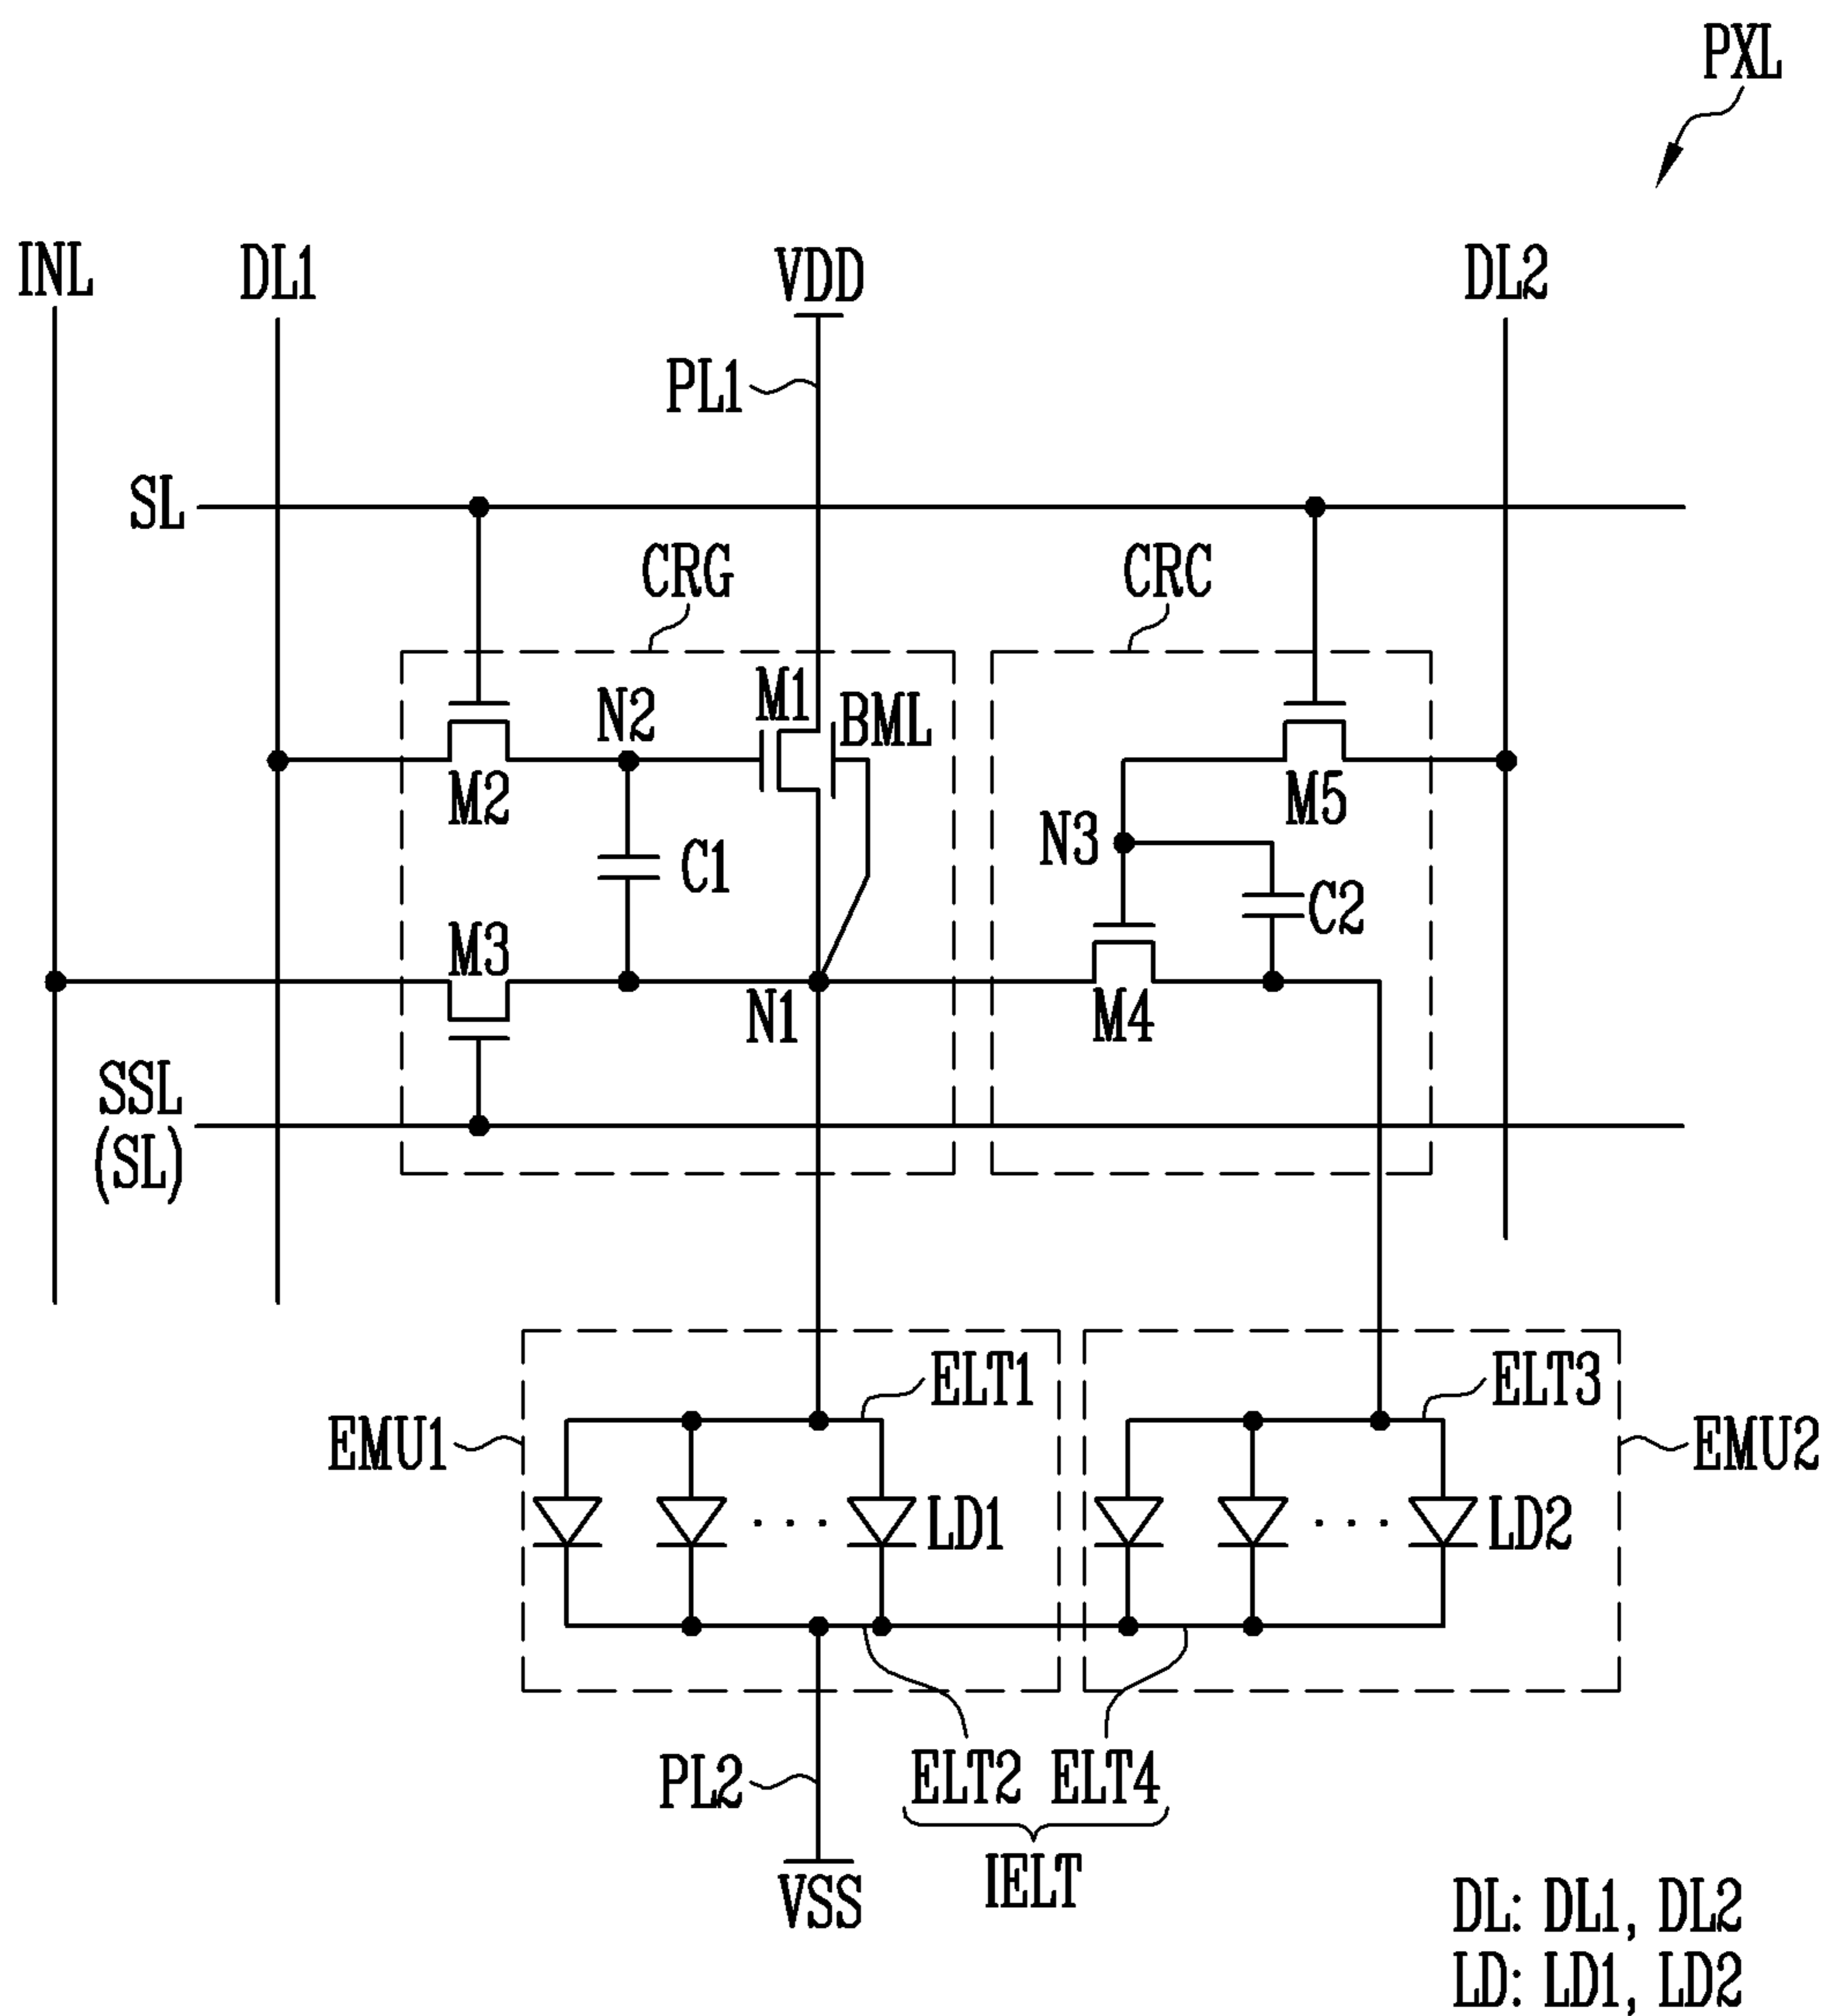 PXL
INL
DL1
VDD
DL2
PL1
SL
CRG
CRC
M1
N2
BML
M2
M5
N3
C1
C2
M3
N1
M4
SSL
(SL)
ELT1
ELT3
EMU1
EMU2
LD1
LD2
PL2
ELT2 ELT4
IELT
VSS
DL: DL1, DL2
LD: LD1, LD2